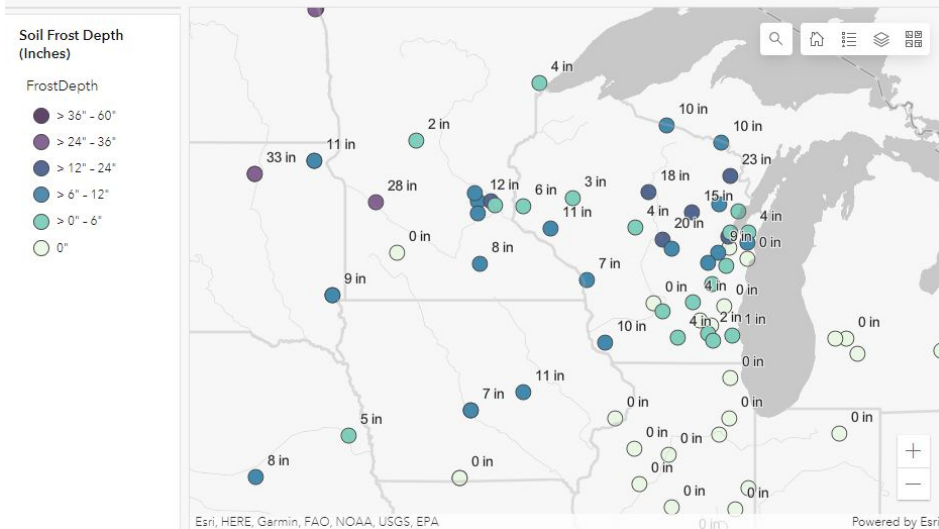 Soil Frost Depth
(Inches)
FrostDepth
> 36" - 60"
> 24" - 36"
> 12" - 24"
> 6" - 12"
> 0" - 6"
0"
4 in
10 in
2 in
10 in
11 in
33 in
23 in
18 in
28 in
12 in
6 in
3 in
15 in
4 in
4 in
11 in
20 in
0 in
9 in
0 in
8 in
7 in
9 in
0 in
4 in
0 in
10 in
4 in
2 in
1 in
0 in
0 in
11 in
7 in
0 in
0 in
0 in
5 in
0 in
0 in
8 in
0 in
0 in
0 in
0 in
Esri, HERE, Garmin, FAO, NOAA, USGS, EPA
Powered by Esri